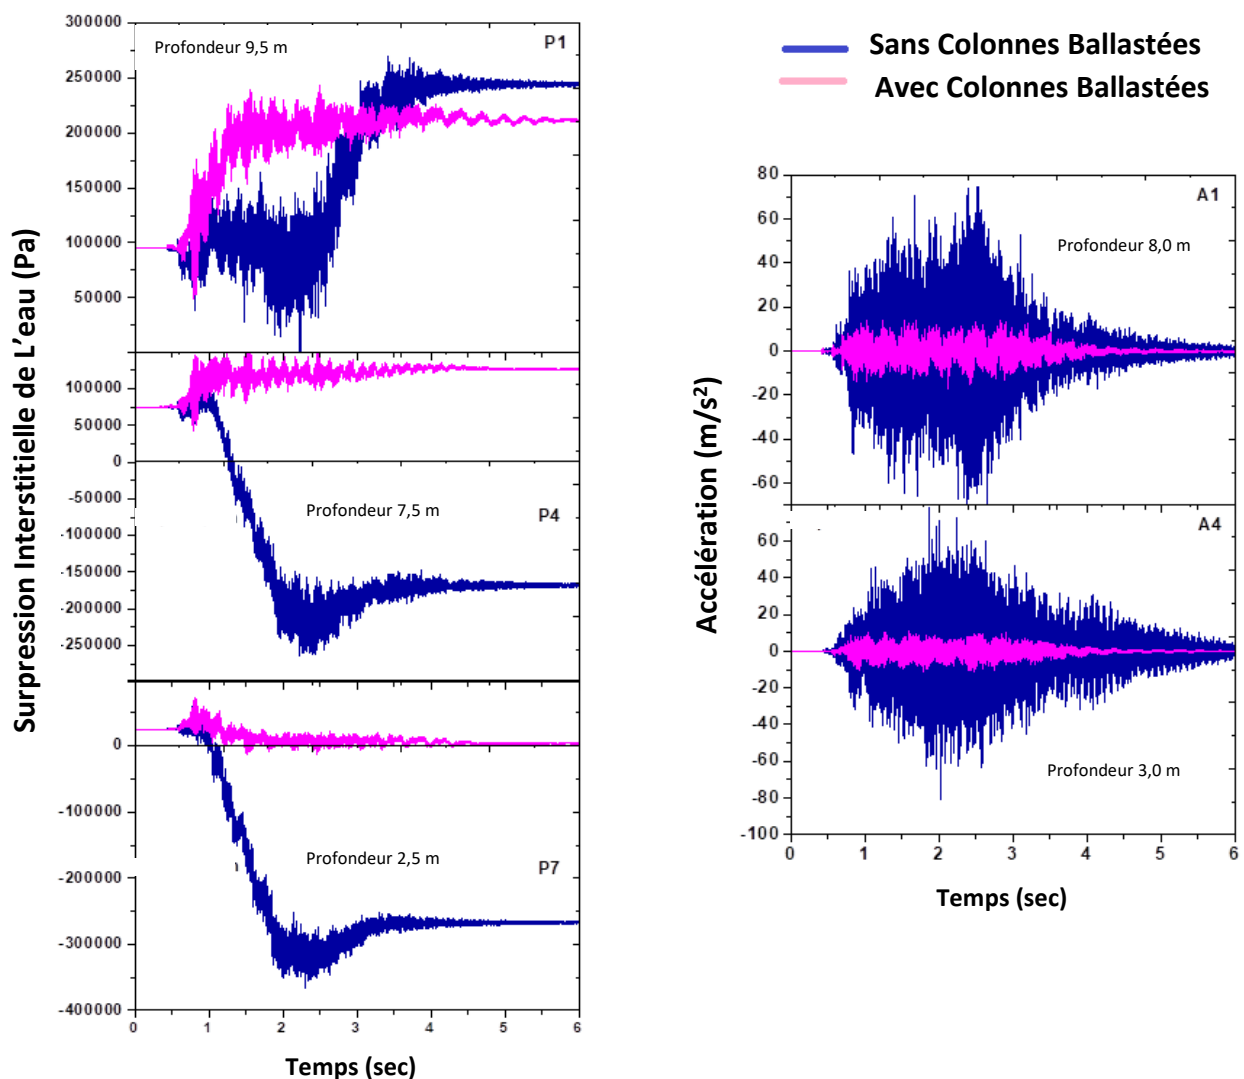 Surpression Interstitielle de L'eau (Pa)
300000
250000
200000
150000
100000
50000
Profondeur 9,5 m
P1
100000
50000
0
-50000
-100000
-150000
-200000
-250000
Profondeur 7,5 m
P4
0
-100000
-200000
-300000
-400000
Profondeur 2,5 m
P7
0 1 2 3 4 5 6
Temps (sec)
Sans Colonnes Ballastées
Avec Colonnes Ballastées
Accélération (m/s²)
80
60
40
20
0
-20
-40
-60
A1
Profondeur 8,0 m
60
40
20
0
-20
-40
-60
-80
-100
A4
Profondeur 3,0 m
0 1 2 3 4 5 6
Temps (sec)